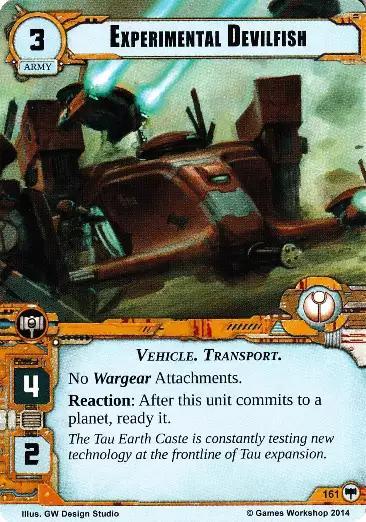 3
EXPERIMENTAL DEVILFISH
ARMY
VEHICLE. TRANSPORT.
4
No Wargear Attachments.
Reaction: After this unit commits to a
planet, ready it.
2
The Tau Earth Caste is constantly testing new
technology at the frontline of Tau expansion.
161
Illus. GW Design Studio
© Games Workshop 2014